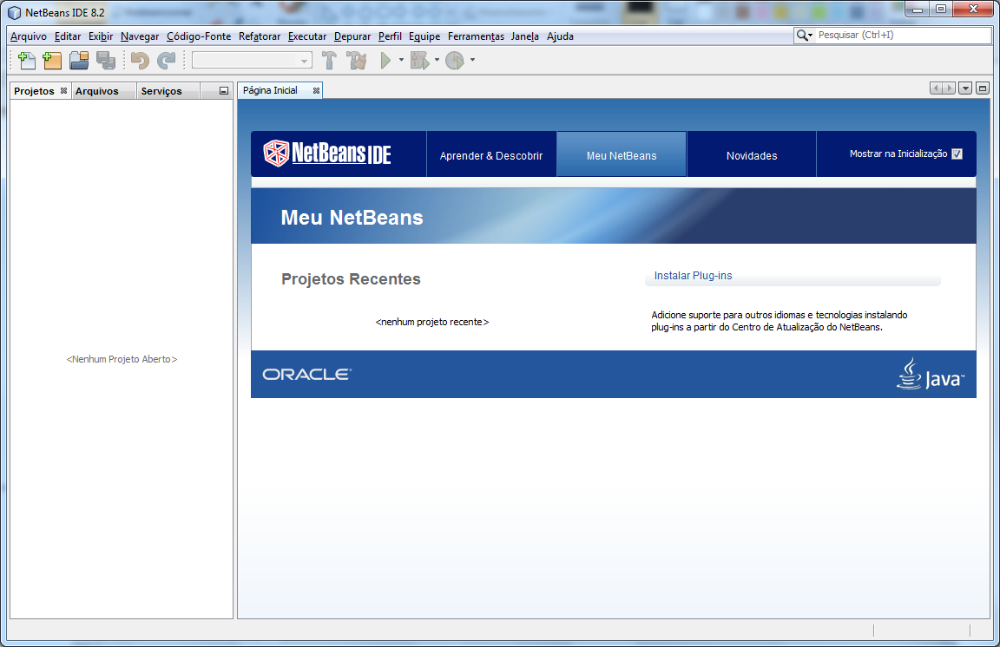 NetBeans IDE 8.2
Arquivo Editar Exibir Navegar Código-Fonte Refatorar Executar Depurar Perfil Equipe Ferramentas Janela Ajuda
Pesquisar (Ctrl+I)
Projetos Arquivos Serviços
Página Inicial
NetBeans IDE
Aprender & Descobrir
Meu NetBeans
Novidades
Mostrar na Inicialização
Meu NetBeans
Projetos Recentes
Instalar Plug-ins
<nenhum projeto recente>
Adicione suporte para outros idiomas e tecnologias instalando
plug-ins a partir do Centro de Atualização do NetBeans.
<Nenhum Projeto Aberto>
ORACLE®
Java™